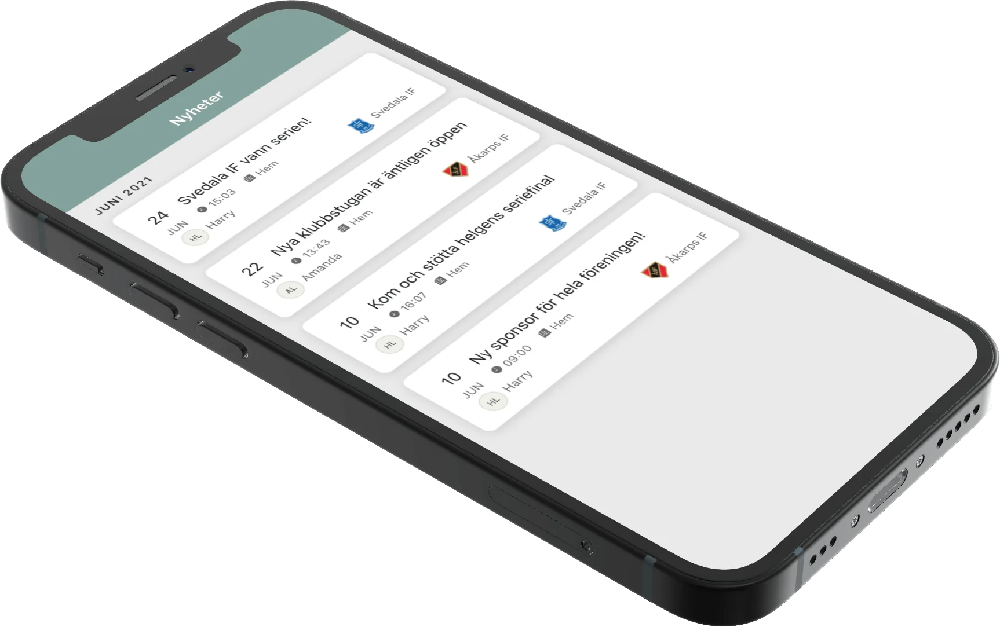 Nyheter
JUNI 2021
24 Svedala IF vann serien!
JUN 15:03 Hem
HL Harry
Svedala IF
22 Nya klubbstugan är äntligen öppen
JUN 13:43 Hem
AL Amanda
ÅIF Åkarps IF
10 Kom och stötta helgens seriefinal
JUN 16:07 Hem
HL Harry
Svedala IF
10 Ny sponsor för hela föreningen!
JUN 09:00 Hem
HL Harry
ÅIF Åkarps IF